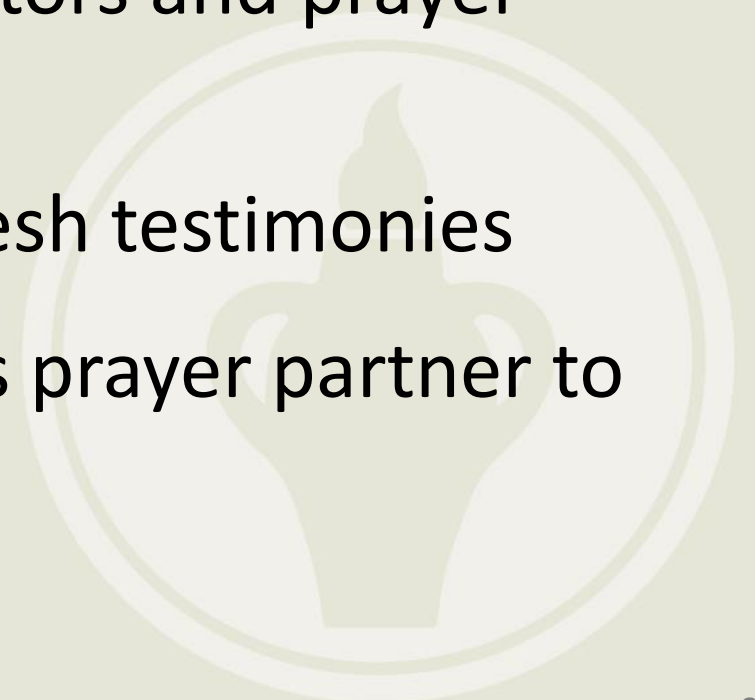 tors and prayer
esh testimonies
s prayer partner to